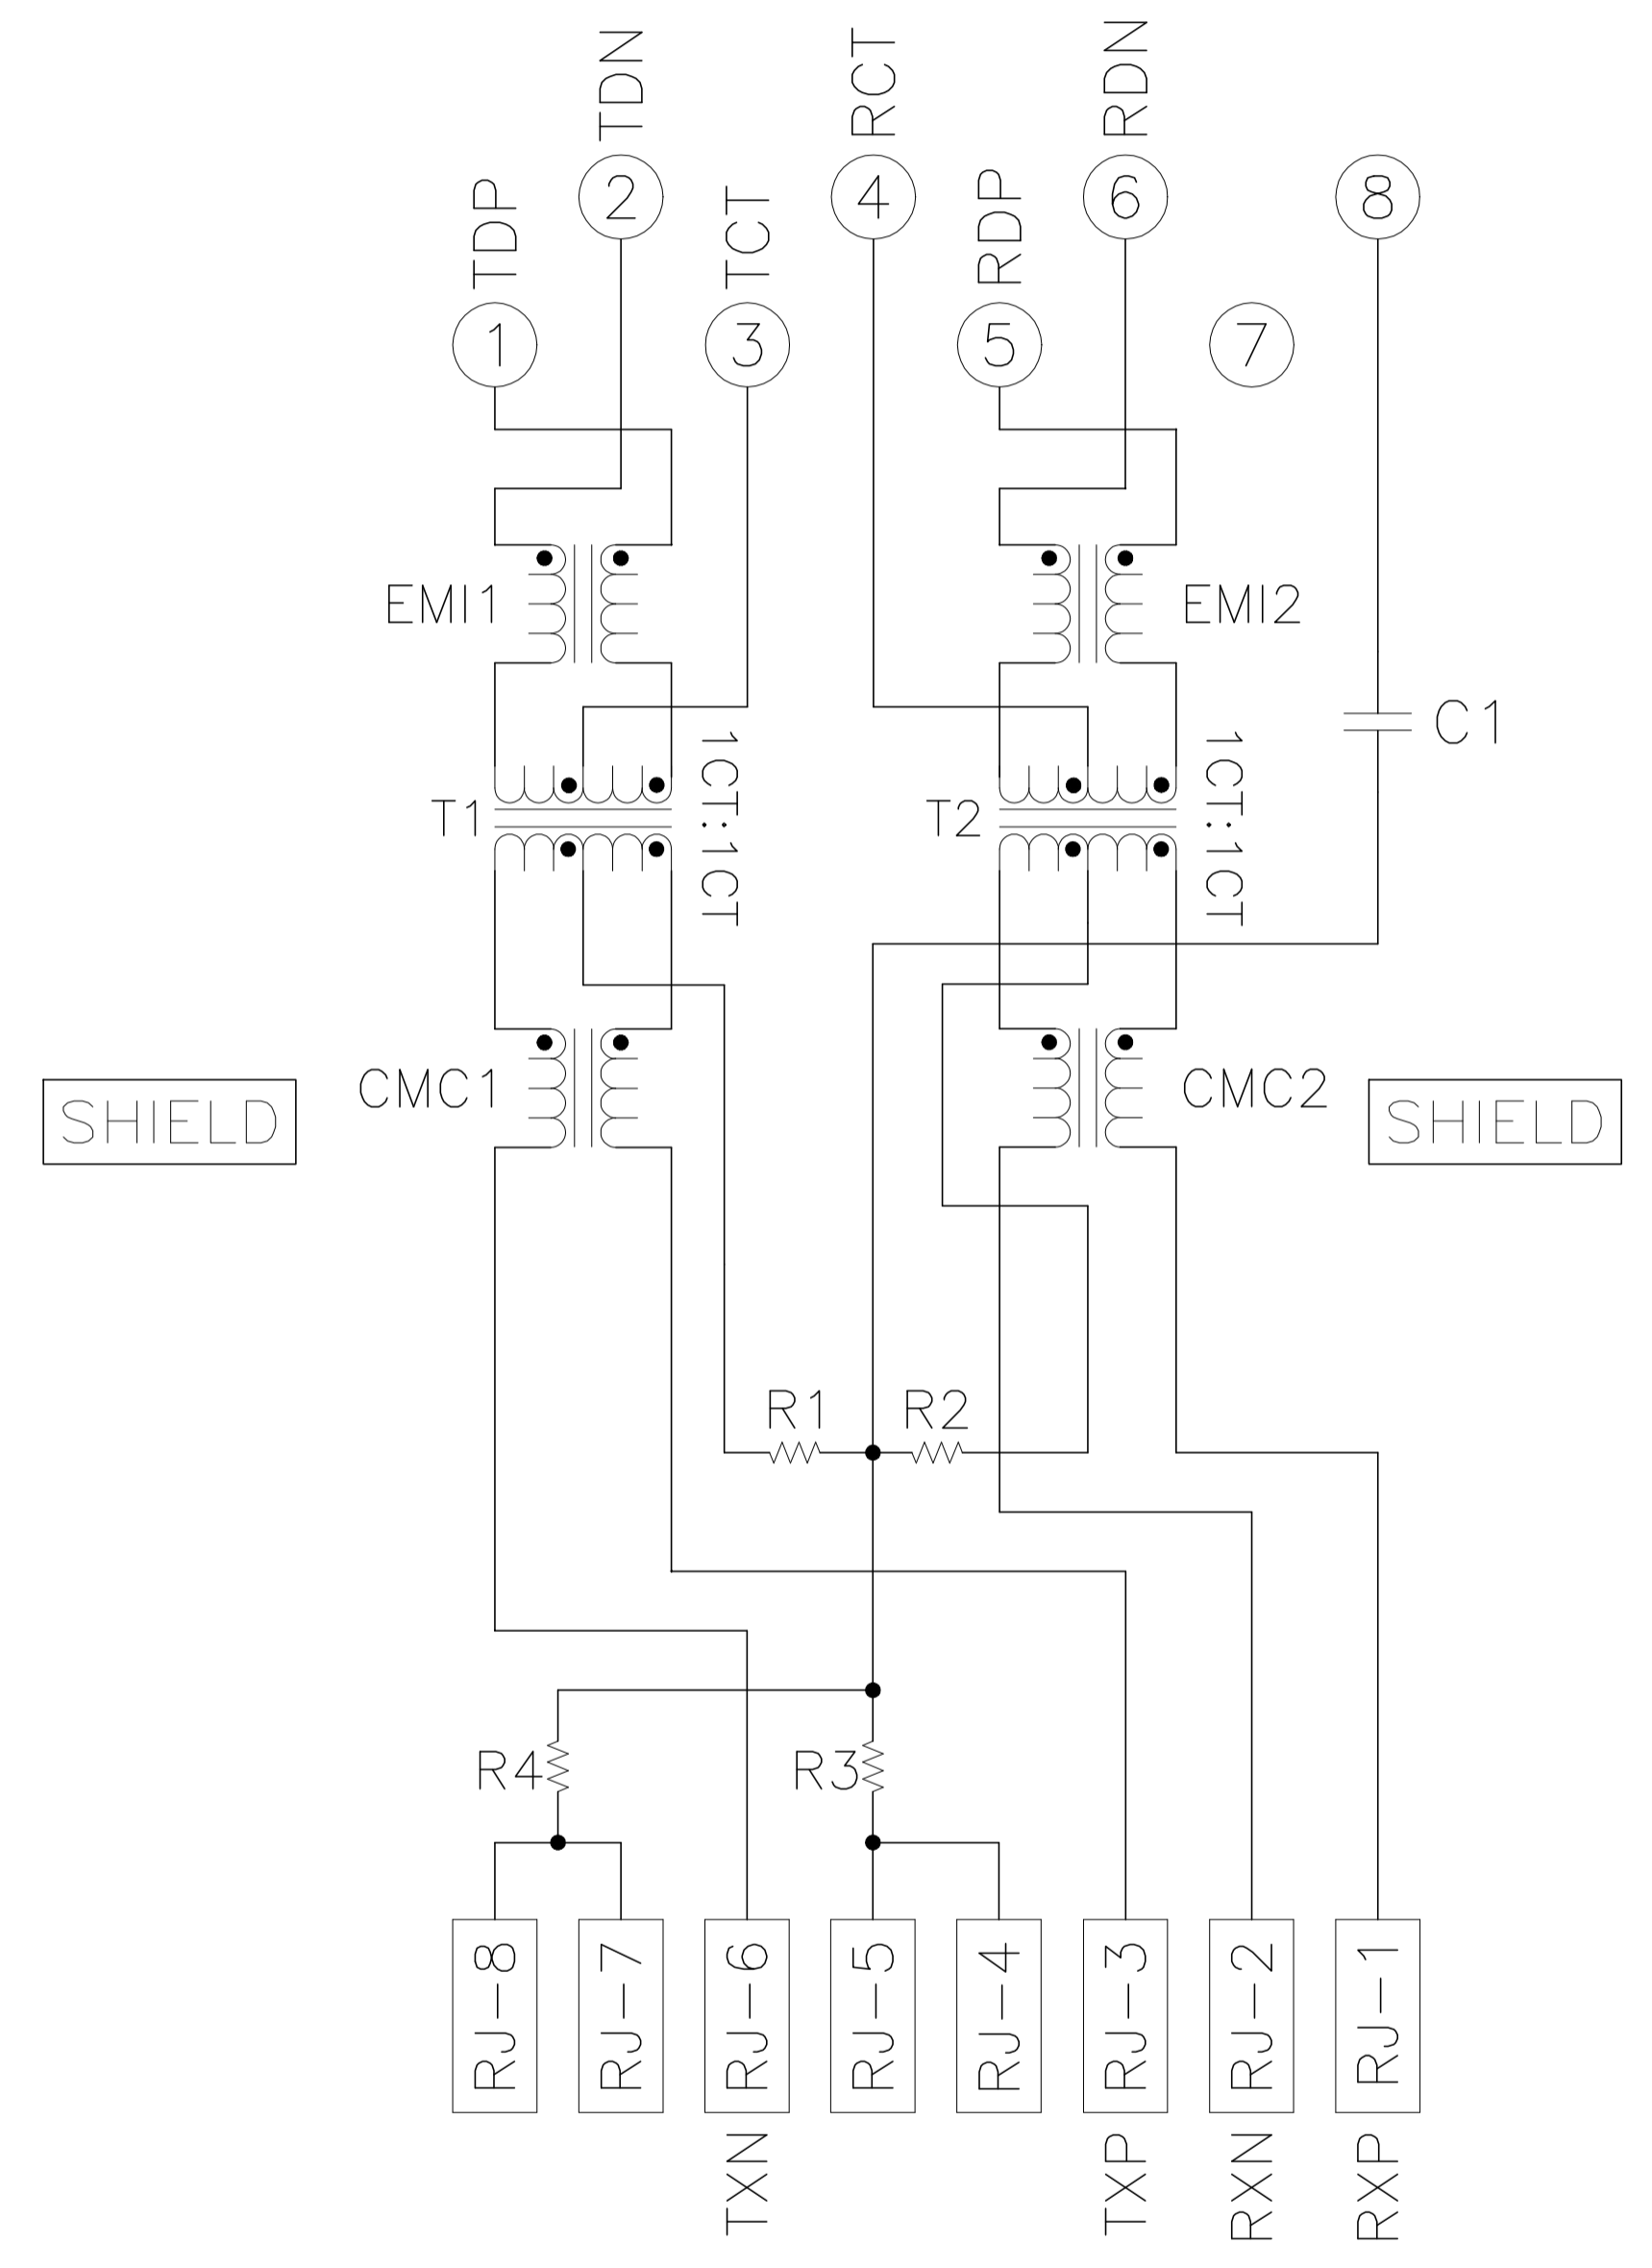 TDN
RCT
RDN
TDP
2
TCT
4
RDP
6
8
1
3
5
7
EMI1
EMI2
C1
T1
1CT:1CT
T2
1CT:1CT
CMC1
CMC2
SHIELD
SHIELD
R1
R2
R4
R3
RJ-8
RJ-7
RJ-6
RJ-5
RJ-4
RJ-3
RJ-2
RJ-1
TXN
TXP
RXN
RXP